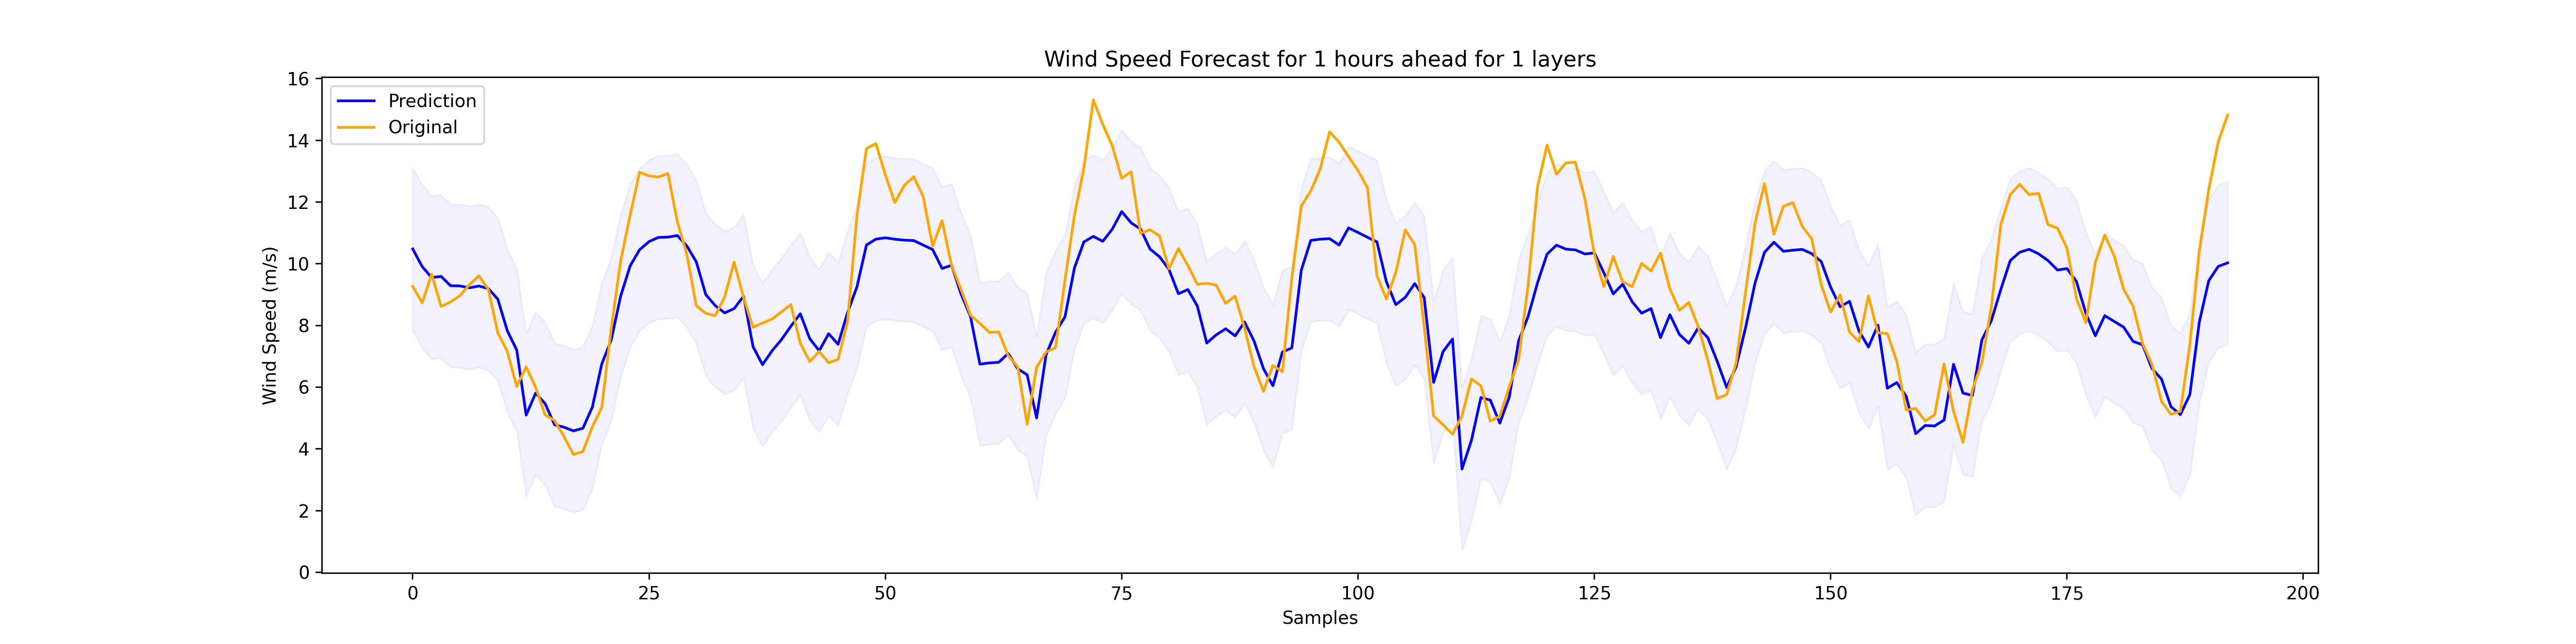 Wind Speed Forecast for 1 hours ahead for 1 layers
Prediction
Original
Wind Speed (m/s)
16
14
12
10
8
6
4
2
0
0 25 50 75 100 125 150 175 200
Samples